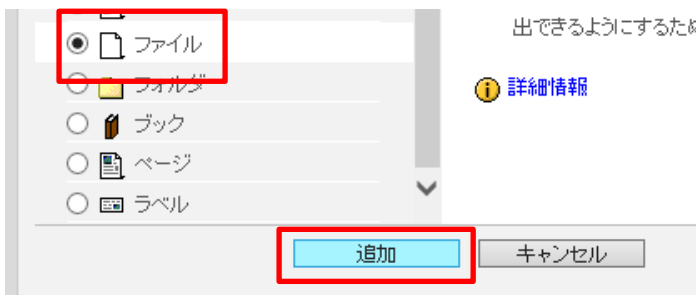 ファイル
フォルダ
ブック
ページ
ラベル
出できるようにするため
詳細情報
追加
キャンセル